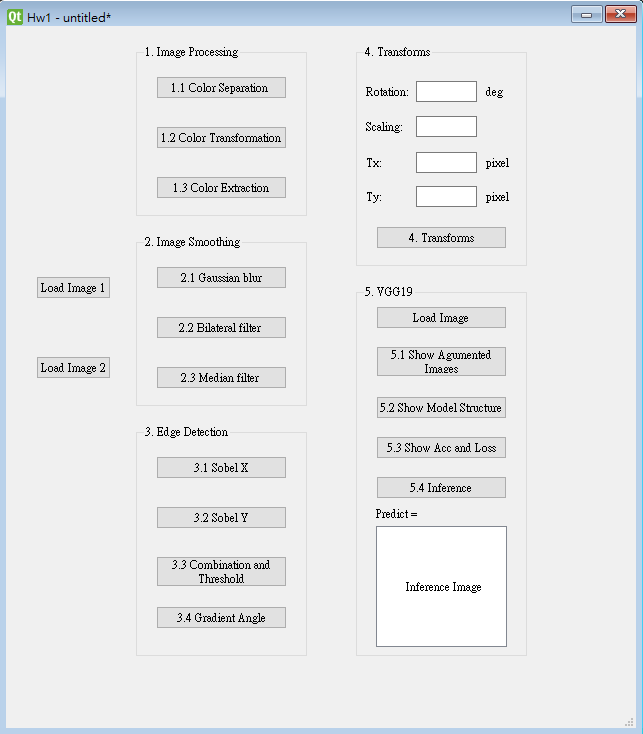 Qt Hw1 - untitled*
Load Image 1
Load Image 2
1. Image Processing
1.1 Color Separation
1.2 Color Transformation
1.3 Color Extraction
2. Image Smoothing
2.1 Gaussian blur
2.2 Bilateral filter
2.3 Median filter
3. Edge Detection
3.1 Sobel X
3.2 Sobel Y
3.3 Combination and
Threshold
3.4 Gradient Angle
4. Transforms
Rotation: deg
Scaling:
Tx: pixel
Ty: pixel
4. Transforms
5. VGG19
Load Image
5.1 Show Agumented
Images
5.2 Show Model Structure
5.3 Show Acc and Loss
5.4 Inference
Predict =
Inference Image